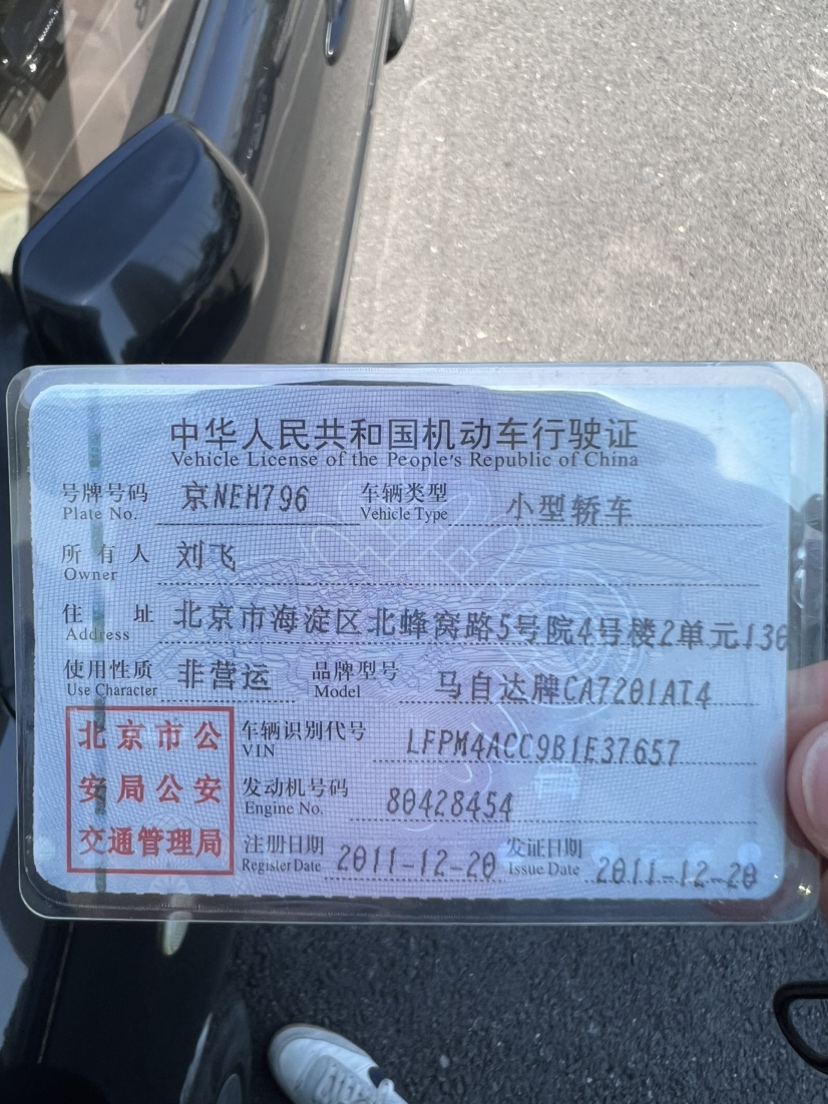 中华人民共和国机动车行驶证
Vehicle License of the People's Republic of China
号牌号码 京NEH796 车辆类型 小型轿车
Plate No. Vehicle Type
所有人 刘飞
Owner
住址 北京市海淀区北蜂窝路5号院4号楼2单元136
Address
使用性质 非营运 品牌型号 马自达牌CA7201AT4
Use Character Model
北京市公
安局公安
交通管理局
车辆识别代号 LFPM4ACC9B1E37657
VIN
发动机号码 80428454
Engine No.
注册日期 2011-12-20 发证日期 2011-12-20
Register Date Issue Date